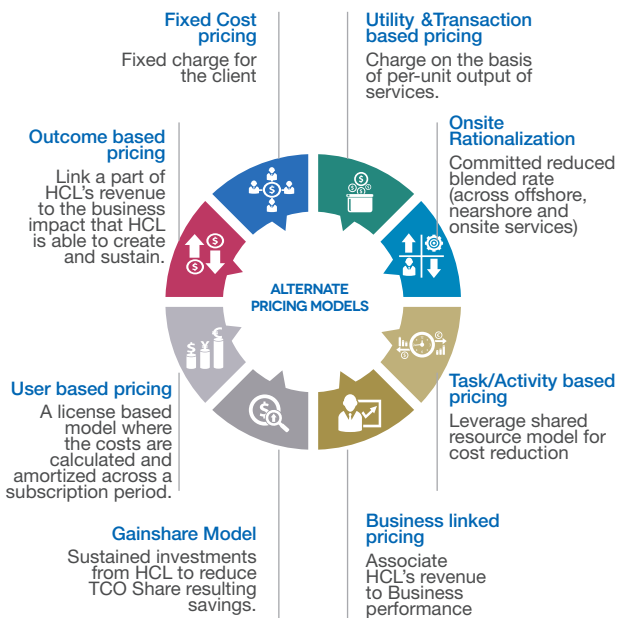 Fixed Cost
pricing
Fixed charge for
the client
Utility &Transaction
based pricing
Charge on the basis
of per-unit output of
services.
Outcome based
pricing
Link a part of
HCL's revenue
to the business
impact that HCL
is able to create
and sustain.
Onsite
Rationalization
Committed reduced
blended rate
(across offshore,
nearshore and
onsite services)
ALTERNATE
PRICING MODELS
User based pricing
A license based
model where
the costs are
calculated and
amortized across a
subscription period.
Task/Activity based
pricing
Leverage shared
resource model for
cost reduction
Gainshare Model
Sustained investments
from HCL to reduce
TCO Share resulting
savings.
Business linked
pricing
Associate
HCL's revenue
to Business
performance